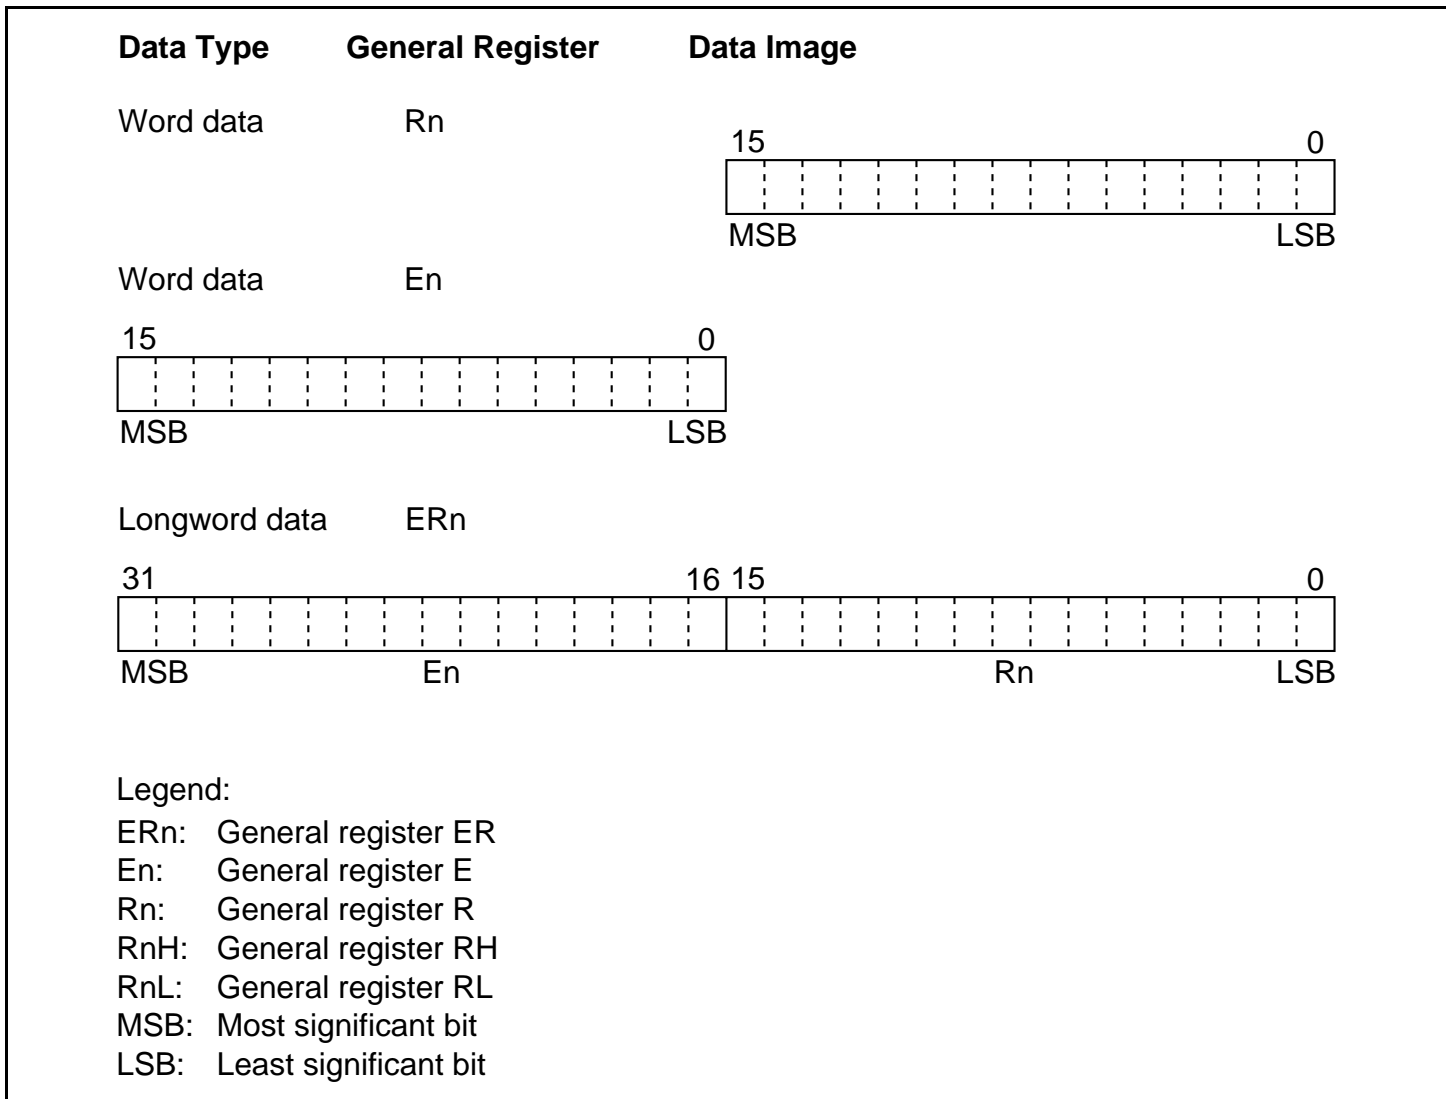 Data Type General Register Data Image
Word data Rn
15 0
MSB LSB
Word data En
15 0
MSB LSB
Longword data ERn
31 16 15 0
MSB En Rn LSB
Legend:
ERn: General register ER
En: General register E
Rn: General register R
RnH: General register RH
RnL: General register RL
MSB: Most significant bit
LSB: Least significant bit